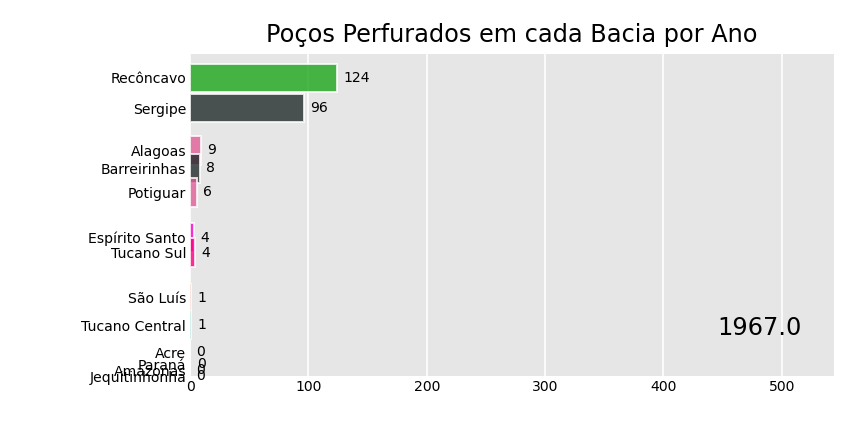 Poços Perfurados em cada Bacia por Ano
Recôncavo 124
Sergipe 96
Alagoas 9
Barreirinhas 8
Potiguar 6
Espírito Santo 4
Tucano Sul 4
São Luís 1
Tucano Central 1
1967.0
Acre 0
Paraná 0
Amazonas 0
Jequitinhonha 0
0 100 200 300 400 500